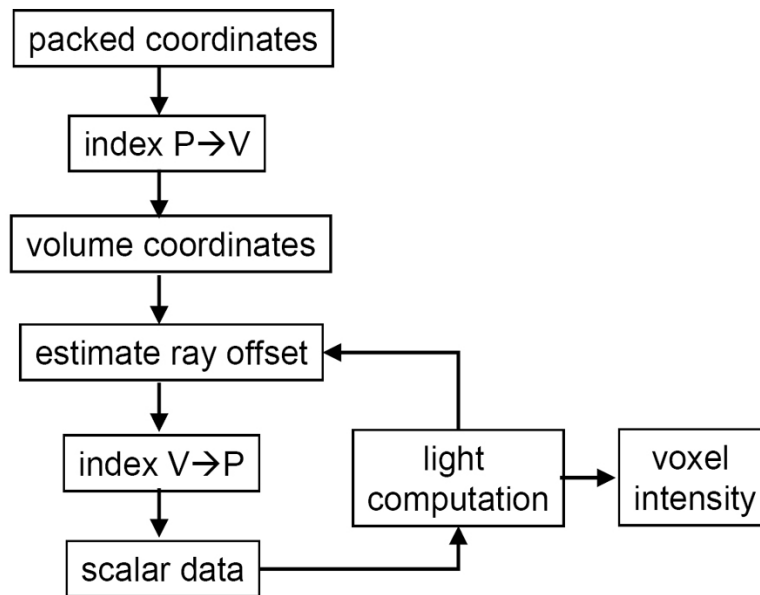 packed coordinates
index P→V
volume coordinates
estimate ray offset
index V→P
scalar data
light
computation
voxel
intensity